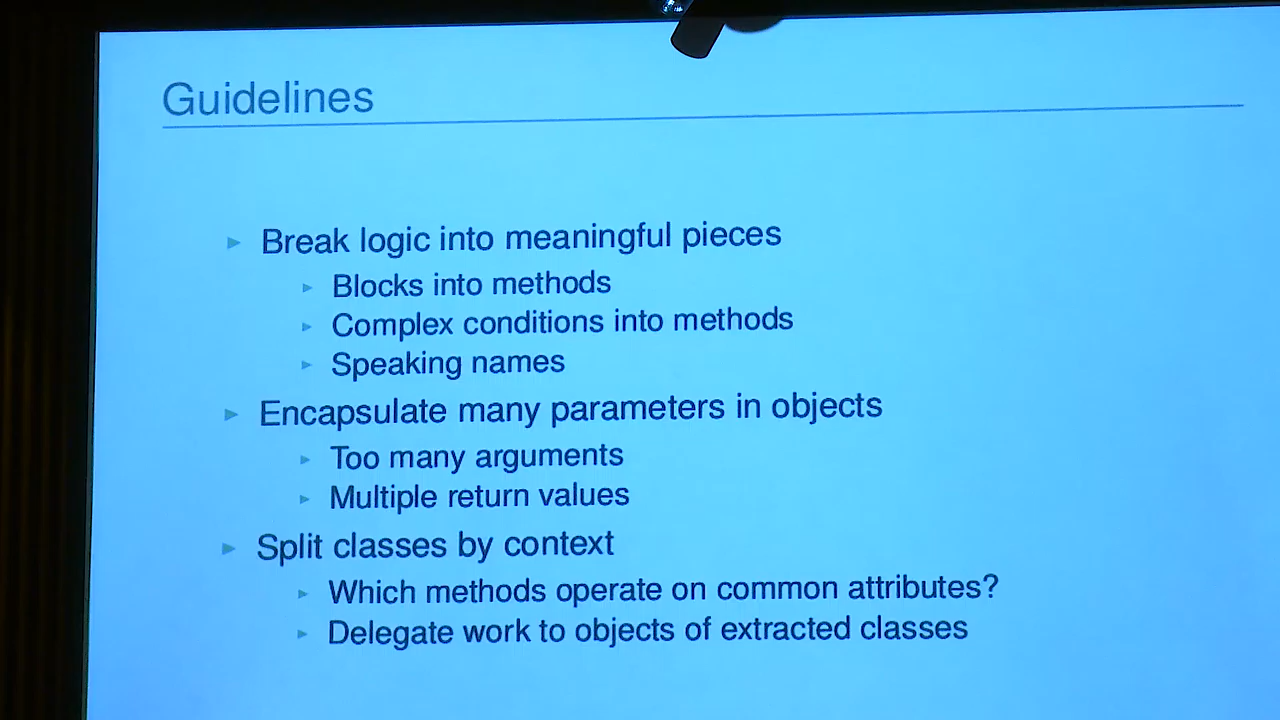 Guidelines
Break logic into meaningful pieces
Blocks into methods
Complex conditions into methods
Speaking names
Encapsulate many parameters in objects
Too many arguments
Multiple return values
Split classes by context
Which methods operate on common attributes?
Delegate work to objects of extracted classes